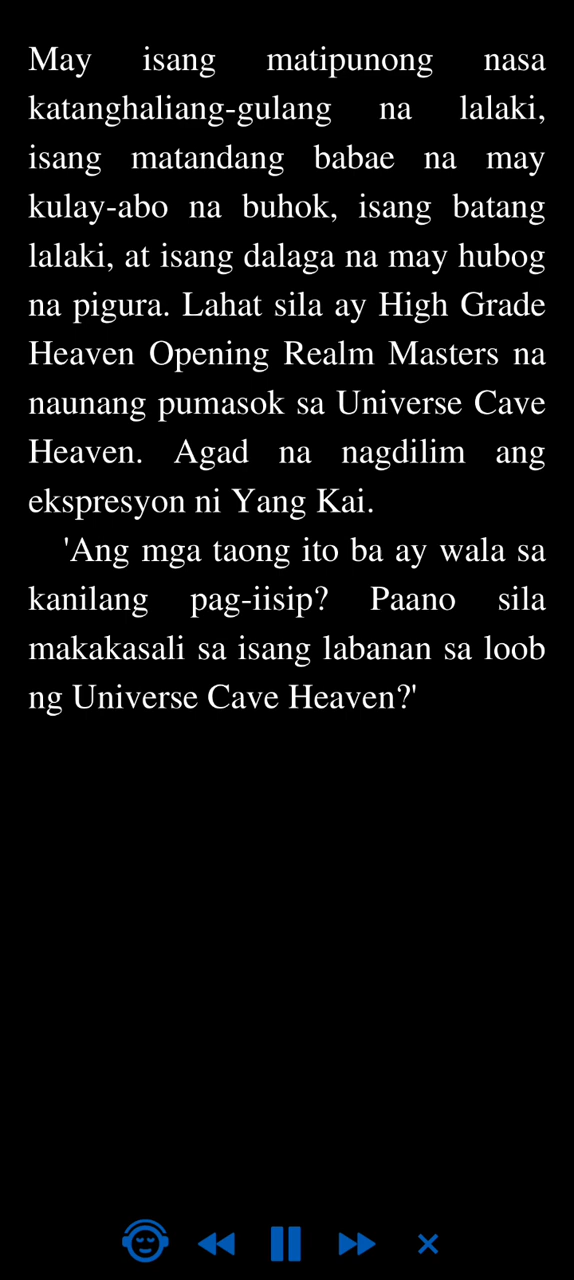 May isang matipunong nasa
katanghaliang-gulang na lalaki,
isang matandang babae na may
kulay-abo na buhok, isang batang
lalaki, at isang dalaga na may hubog
na pigura. Lahat sila ay High Grade
Heaven Opening Realm Masters na
naunang pumasok sa Universe Cave
Heaven. Agad na nagdilim ang
ekspresyon ni Yang Kai.
'Ang mga taong ito ba ay wala sa
kanilang pag-iisip? Paano sila
makakasali sa isang labanan sa loob
ng Universe Cave Heaven?'